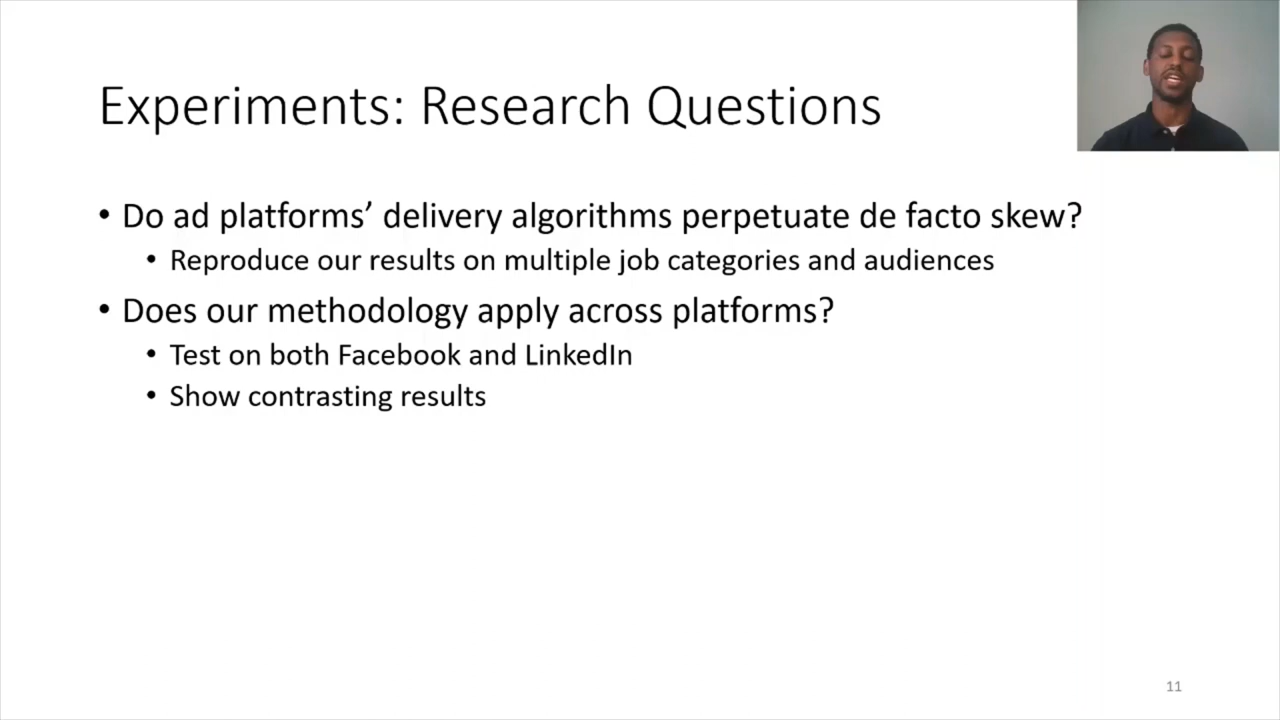 Experiments: Research Questions
• Do ad platforms’ delivery algorithms perpetuate de facto skew?
• Reproduce our results on multiple job categories and audiences
• Does our methodology apply across platforms?
• Test on both Facebook and LinkedIn
• Show contrasting results
11